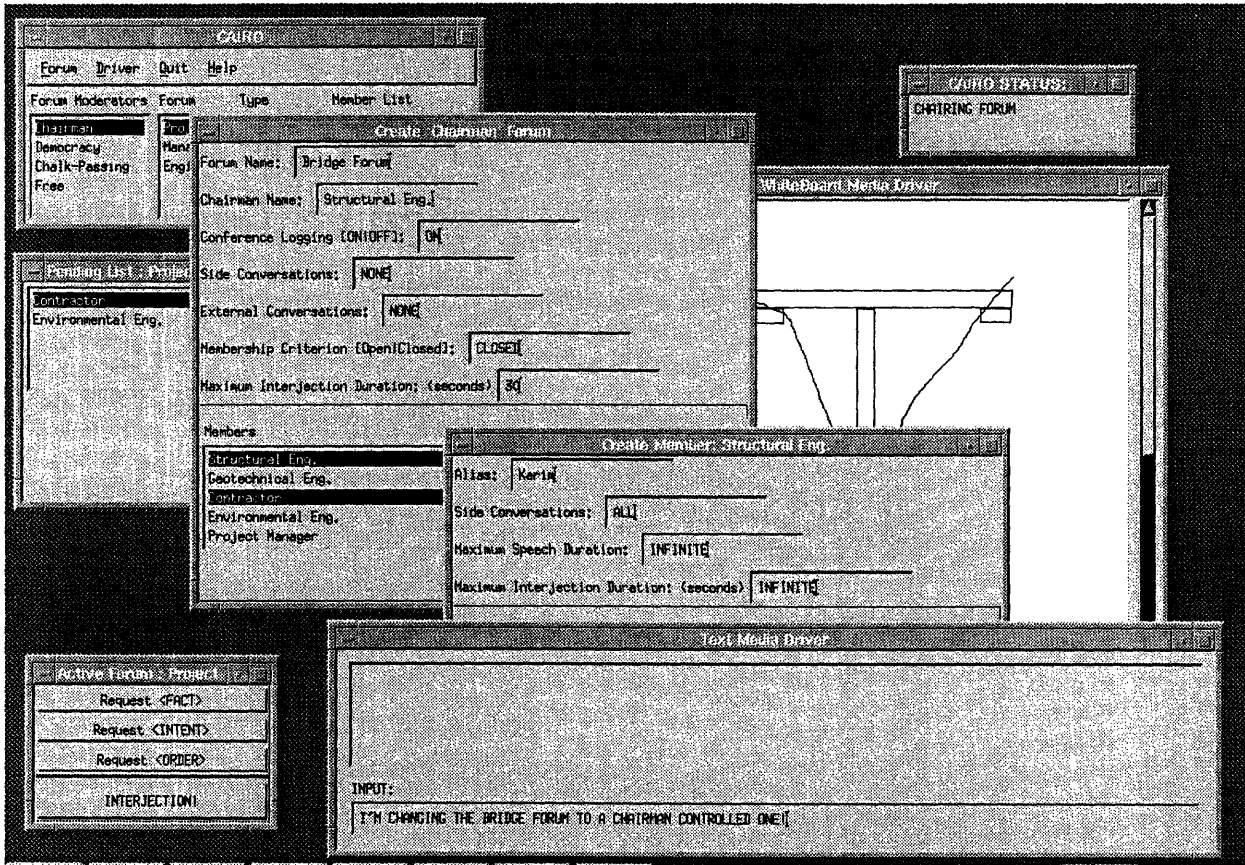 CAIRO
Forum Driver Quit Help
Forum Moderators Forum Type Member List
Chairman
Democracy
Chalk-Passing
Free
Pro
Mana
Engi
CAIRO STATUS:
CHAIRING FORUM
Create Chairman Forum
Forum Name: Bridge Forum
Chairman Name: Structural Eng.
Conference Logging [ON|OFF]: ON
Side Conversations: NONE
External Conversations: NONE
Membership Criterion [Open|Closed]: CLOSED
Maximum Interjection Duration: (seconds) 30
Members
Structural Eng.
Geotechnical Eng.
Contractor
Environmental Eng.
Project Manager
WhiteBoard Media Driver
Pending List : Projec
Contractor
Environmental Eng.
Create Member: Structural Eng.
Alias: Karim
Side Conversations: ALL
Maximum Speech Duration: INFINITE
Maximum Interjection Duration: (seconds) INFINITE
Active Forum : Project
Request <FACT>
Request <INTENT>
Request <ORDER>
INTERJECTION!
Text Media Driver
INPUT:
I'M CHANGING THE BRIDGE FORUM TO A CHAIRMAN CONTROLLED ONE!